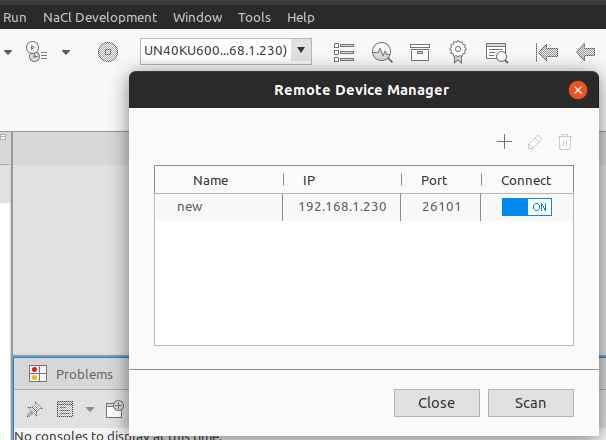 Run NaCl Development Window Tools Help
UN40KU600...68.1.230)
Remote Device Manager
Name IP Port Connect
new 192.168.1.230 26101 ON
Problems
Close Scan
No consoles to display at this time.